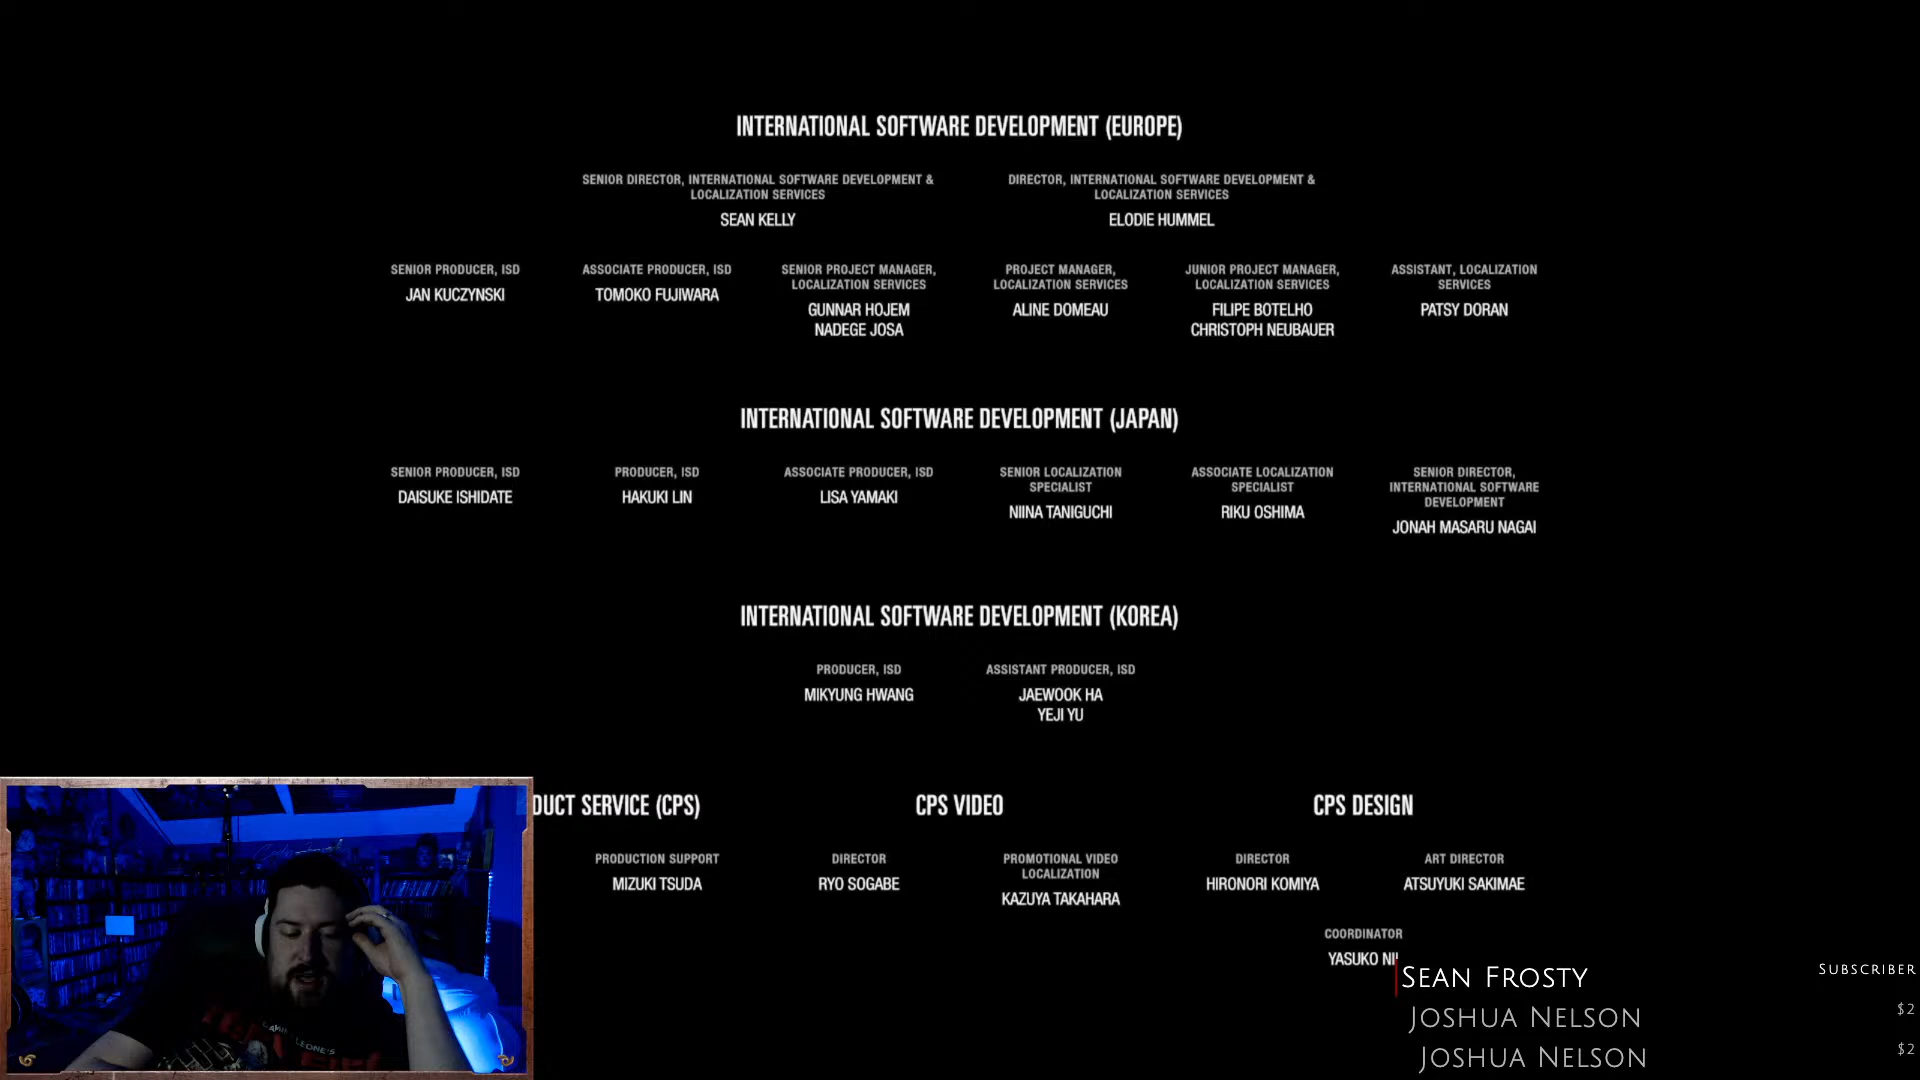 INTERNATIONAL SOFTWARE DEVELOPMENT (EUROPE)
SENIOR DIRECTOR, INTERNATIONAL SOFTWARE DEVELOPMENT &
LOCALIZATION SERVICES
SEAN KELLY
DIRECTOR, INTERNATIONAL SOFTWARE DEVELOPMENT &
LOCALIZATION SERVICES
ELODIE HUMMEL
SENIOR PRODUCER, ISD
JAN KUCZYNSKI
ASSOCIATE PRODUCER, ISD
TOMOKO FUJIWARA
SENIOR PROJECT MANAGER,
LOCALIZATION SERVICES
GUNNAR HOJEM
NADEGE JOSA
PROJECT MANAGER,
LOCALIZATION SERVICES
ALINE DOMEAU
JUNIOR PROJECT MANAGER,
LOCALIZATION SERVICES
FILIPE BOTELHO
CHRISTOPH NEUBAUER
ASSISTANT, LOCALIZATION
SERVICES
PATSY DORAN
INTERNATIONAL SOFTWARE DEVELOPMENT (JAPAN)
SENIOR PRODUCER, ISD
DAISUKE ISHIDATE
PRODUCER, ISD
HAKUKI LIN
ASSOCIATE PRODUCER, ISD
LISA YAMAKI
SENIOR LOCALIZATION
SPECIALIST
NIINA TANIGUCHI
ASSOCIATE LOCALIZATION
SPECIALIST
RIKU OSHIMA
SENIOR DIRECTOR,
INTERNATIONAL SOFTWARE
DEVELOPMENT
JONAH MASARU NAGAI
INTERNATIONAL SOFTWARE DEVELOPMENT (KOREA)
PRODUCER, ISD
MIKYUNG HWANG
ASSISTANT PRODUCER, ISD
JAEWOOK HA
YEJI YU
DUCT SERVICE (CPS)
PRODUCTION SUPPORT
MIZUKI TSUDA
CPS VIDEO
DIRECTOR
RYO SOGABE
PROMOTIONAL VIDEO
LOCALIZATION
KAZUYA TAKAHARA
CPS DESIGN
DIRECTOR
HIRONORI KOMIYA
ART DIRECTOR
ATSUYUKI SAKIMAE
COORDINATOR
YASUKO
SEAN FROSTY SUBSCRIBER
JOSHUA NELSON $2
JOSHUA NELSON $2